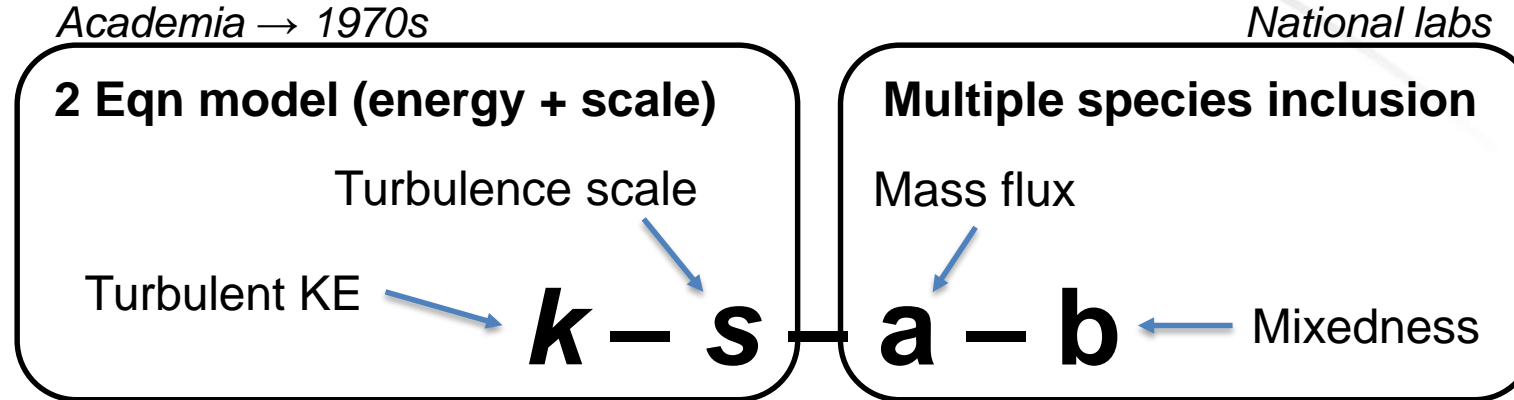 Academia → 1970s
National labs
2 Eqn model (energy + scale)
Multiple species inclusion
Turbulence scale
Mass flux
Turbulent KE
k – s – a – b
Mixedness